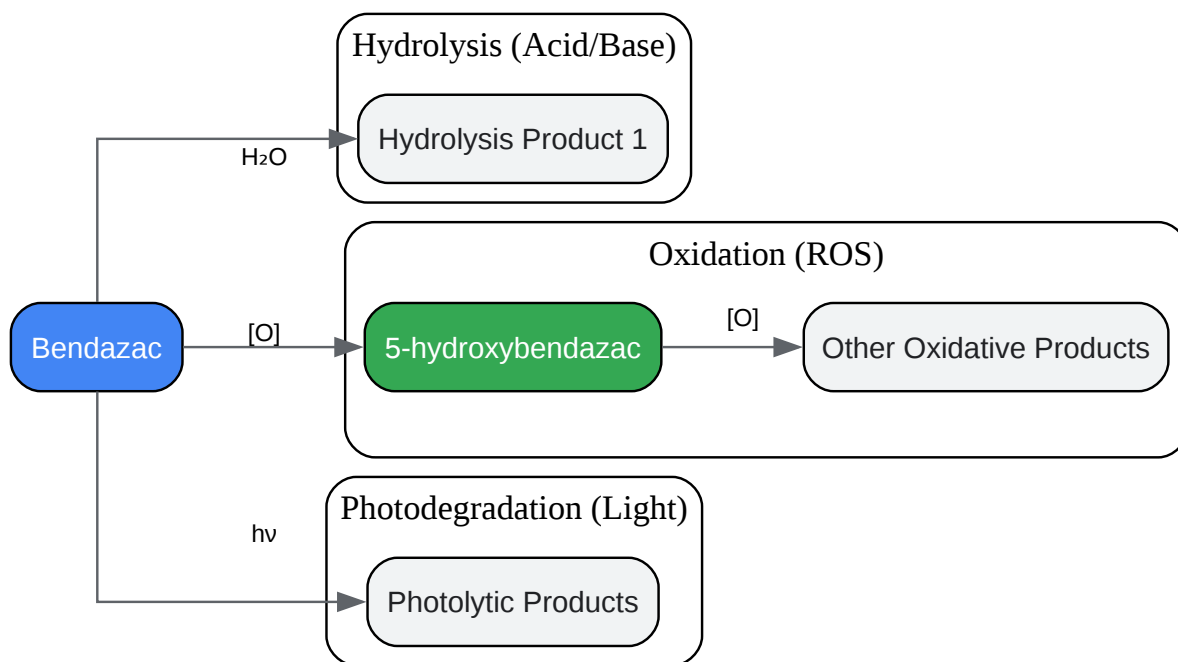 Hydrolysis (Acid/Base)
Hydrolysis Product 1
H₂O
Oxidation (ROS)
Bendazac
[O]
5-hydroxybendazac
[O]
Other Oxidative Products
Photodegradation (Light)
hν
Photolytic Products